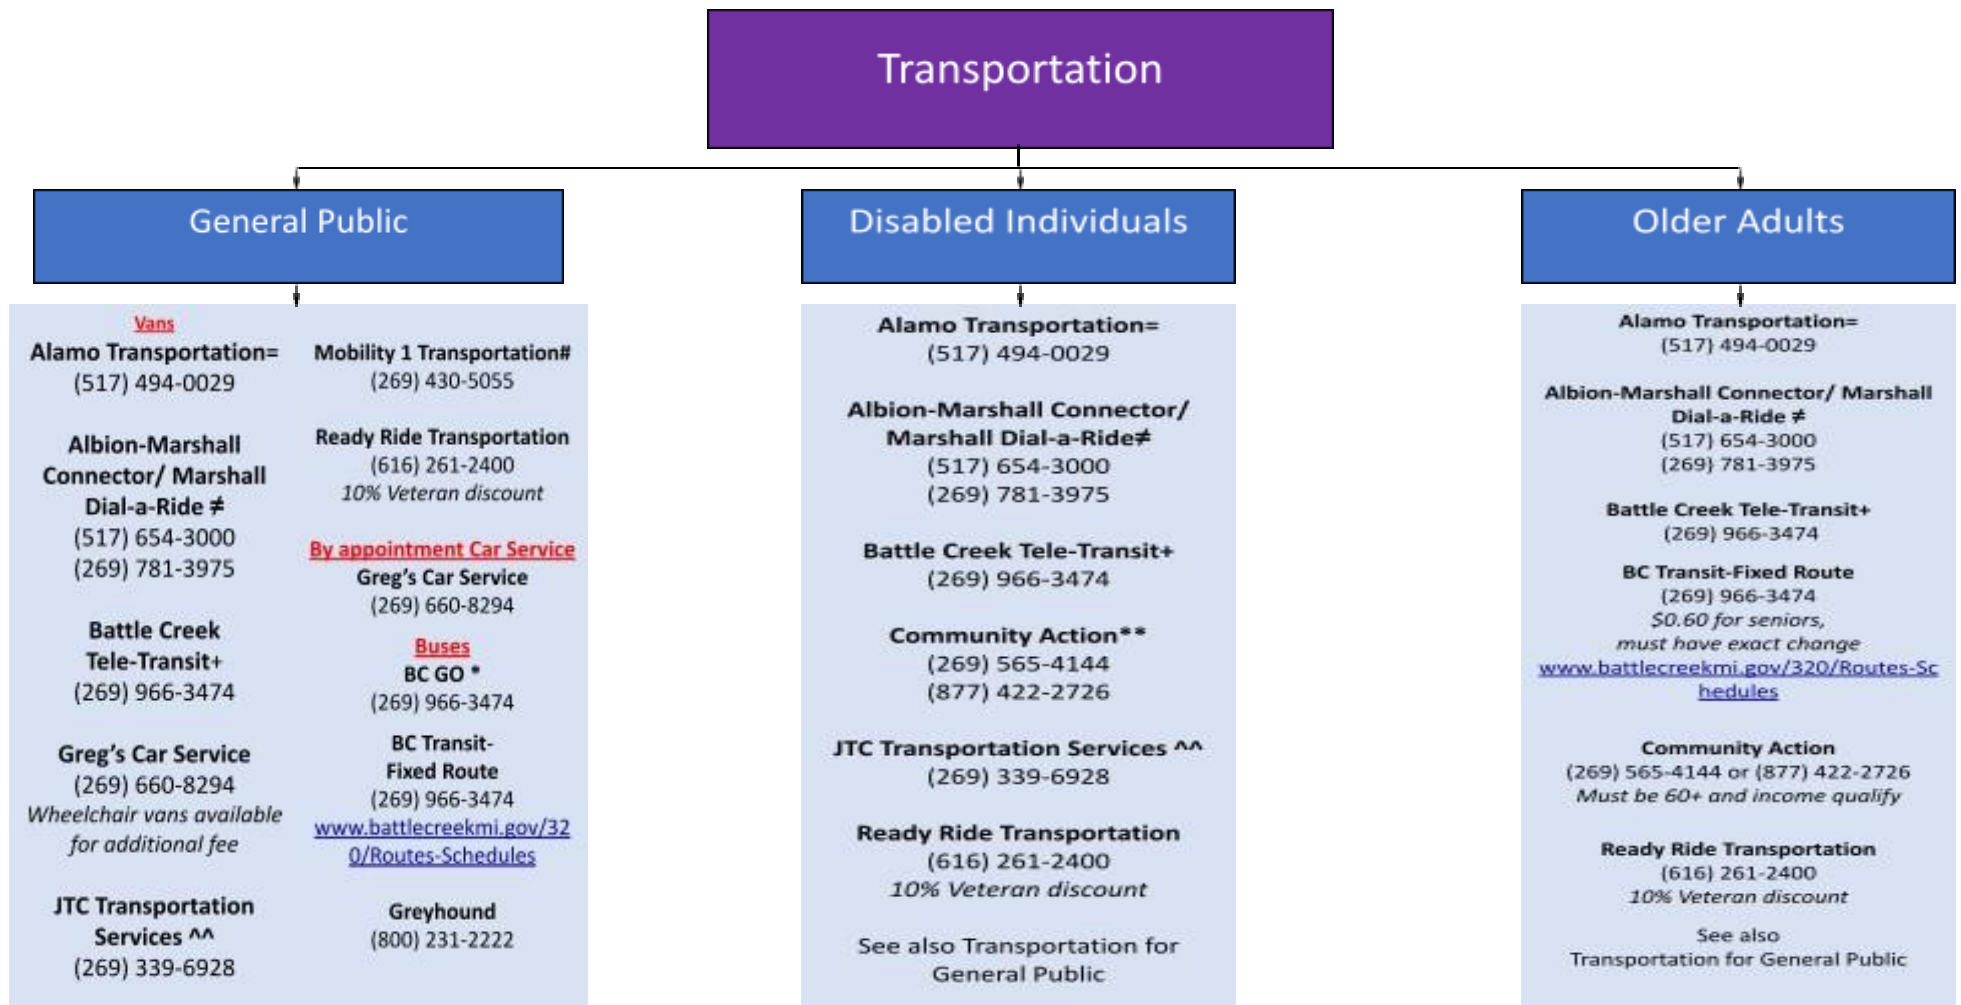 Transportation
General Public
Vans
Alamo Transportation=
(517) 494-0029
Albion-Marshall
Connector/ Marshall
Dial-a-Ride ≠
(517) 654-3000
(269) 781-3975
Battle Creek
Tele-Transit+
(269) 966-3474
Greg’s Car Service
(269) 660-8294
Wheelchair vans available
for additional fee
JTC Transportation
Services ^^
(269) 339-6928
Mobility 1 Transportation#
(269) 430-5055
Ready Ride Transportation
(616) 261-2400
10% Veteran discount
By appointment Car Service
Greg’s Car Service
(269) 660-8294
Buses
BC GO *
(269) 966-3474
BC Transit-
Fixed Route
(269) 966-3474
www.battlecreekmi.gov/32
0/Routes-Schedules
Greyhound
(800) 231-2222
Disabled Individuals
Alamo Transportation=
(517) 494-0029
Albion-Marshall Connector/
Marshall Dial-a-Ride≠
(517) 654-3000
(269) 781-3975
Battle Creek Tele-Transit+
(269) 966-3474
Community Action**
(269) 565-4144
(877) 422-2726
JTC Transportation Services ^^
(269) 339-6928
Ready Ride Transportation
(616) 261-2400
10% Veteran discount
See also Transportation for
General Public
Older Adults
Alamo Transportation=
(517) 494-0029
Albion-Marshall Connector/ Marshall
Dial-a-Ride ≠
(517) 654-3000
(269) 781-3975
Battle Creek Tele-Transit+
(269) 966-3474
BC Transit-Fixed Route
(269) 966-3474
$0.60 for seniors,
must have exact change
www.battlecreekmi.gov/320/Routes-Sc
hedules
Community Action
(269) 565-4144 or (877) 422-2726
Must be 60+ and income qualify
Ready Ride Transportation
(616) 261-2400
10% Veteran discount
See also
Transportation for General Public